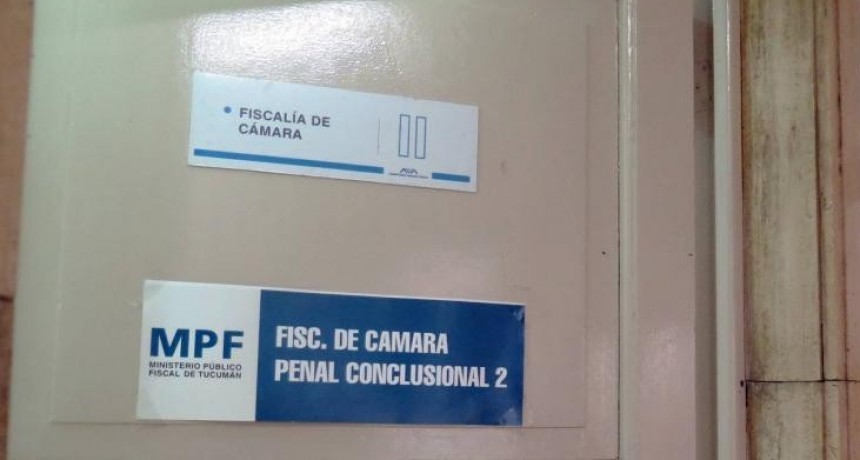 • FISCALÍA DE
CÁMARA
II
MPF
MINISTERIO PÚBLICO
FISCAL DE TUCUMÁN
FISC. DE CAMARA
PENAL CONCLUSIONAL 2